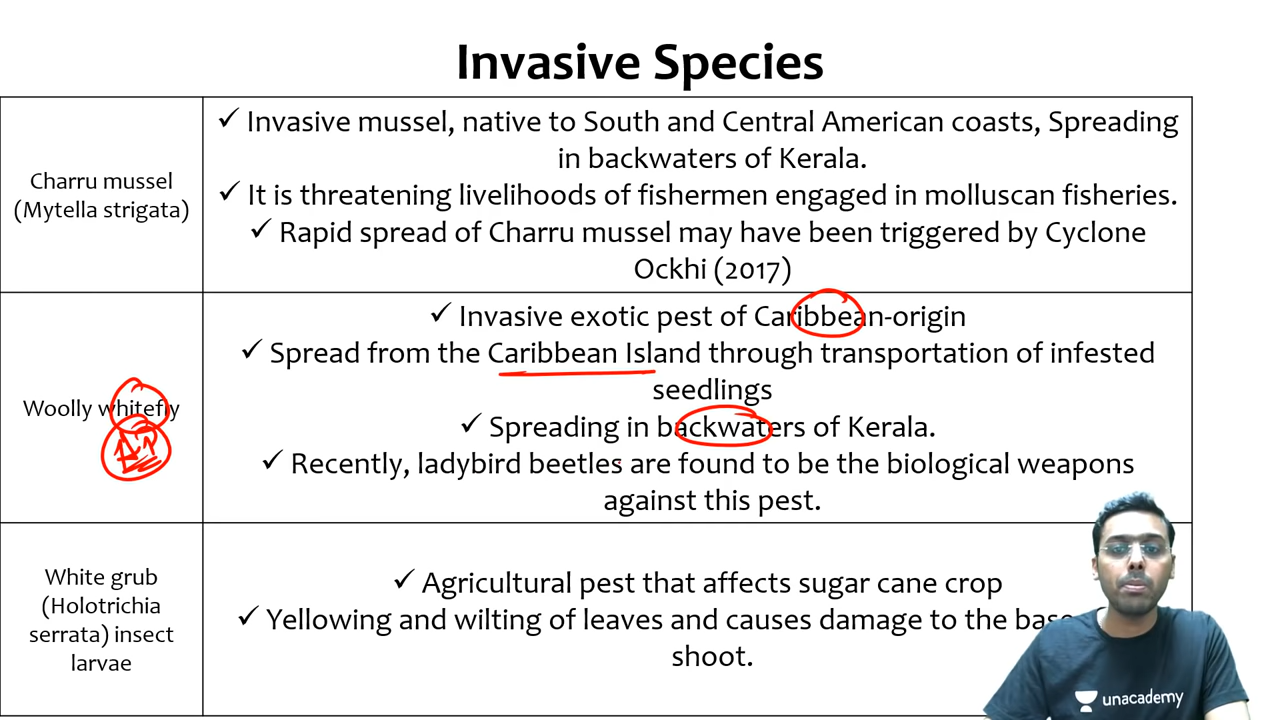 Invasive Species
Charru mussel
(Mytella strigata)
✓ Invasive mussel, native to South and Central American coasts, Spreading
in backwaters of Kerala.
✓ It is threatening livelihoods of fishermen engaged in molluscan fisheries.
✓ Rapid spread of Charru mussel may have been triggered by Cyclone
Ockhi (2017)
Woolly whitefly
✓ Invasive exotic pest of Caribbean-origin
✓ Spread from the Caribbean Island through transportation of infested
seedlings
✓ Spreading in backwaters of Kerala.
✓ Recently, ladybird beetles are found to be the biological weapons
against this pest.
White grub
(Holotrichia
serrata) insect
larvae
✓ Agricultural pest that affects sugar cane crop
✓ Yellowing and wilting of leaves and causes damage to the base
shoot.
unacademy